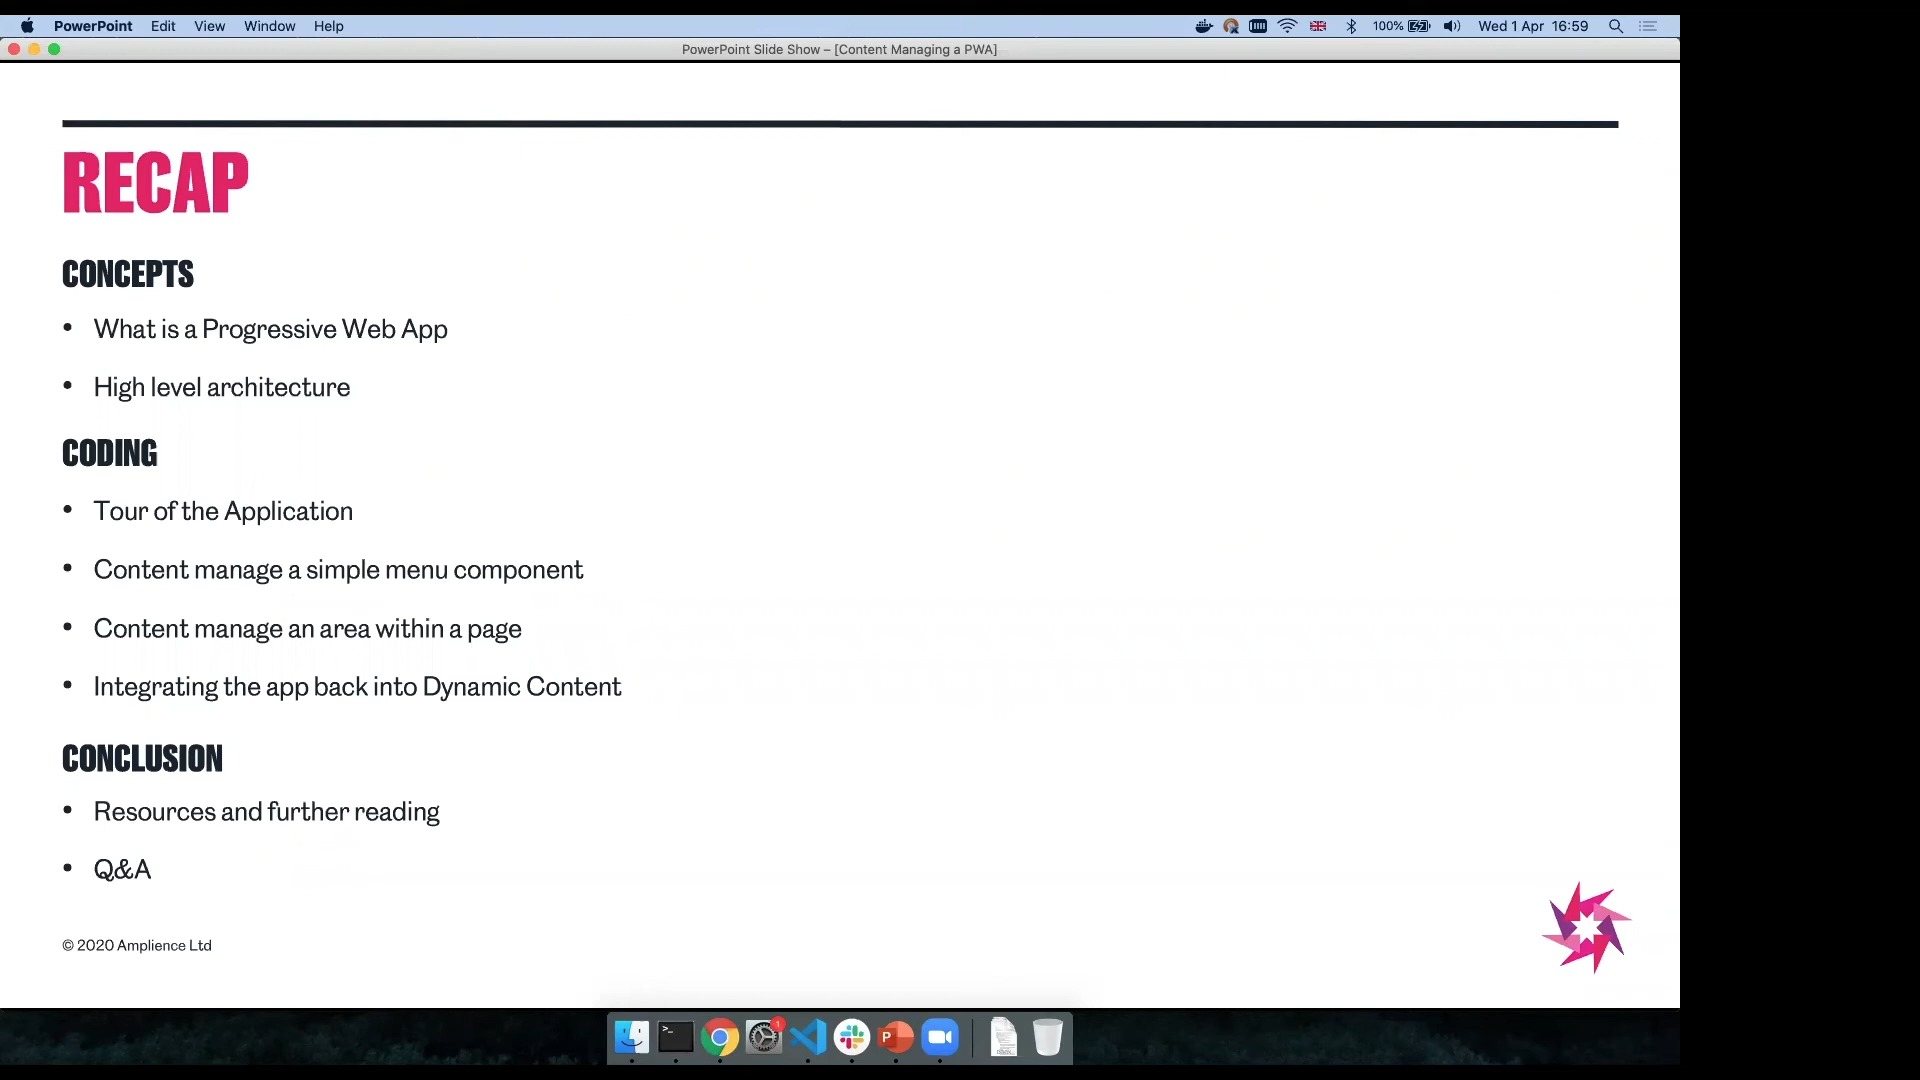 PowerPoint Edit View Window Help 100% Wed 1 Apr 16:59
PowerPoint Slide Show – [Content Managing a PWA]
RECAP
CONCEPTS
• What is a Progressive Web App
• High level architecture
CODING
• Tour of the Application
• Content manage a simple menu component
• Content manage an area within a page
• Integrating the app back into Dynamic Content
CONCLUSION
• Resources and further reading
• Q&A
© 2020 Amplience Ltd
>_ 1 P